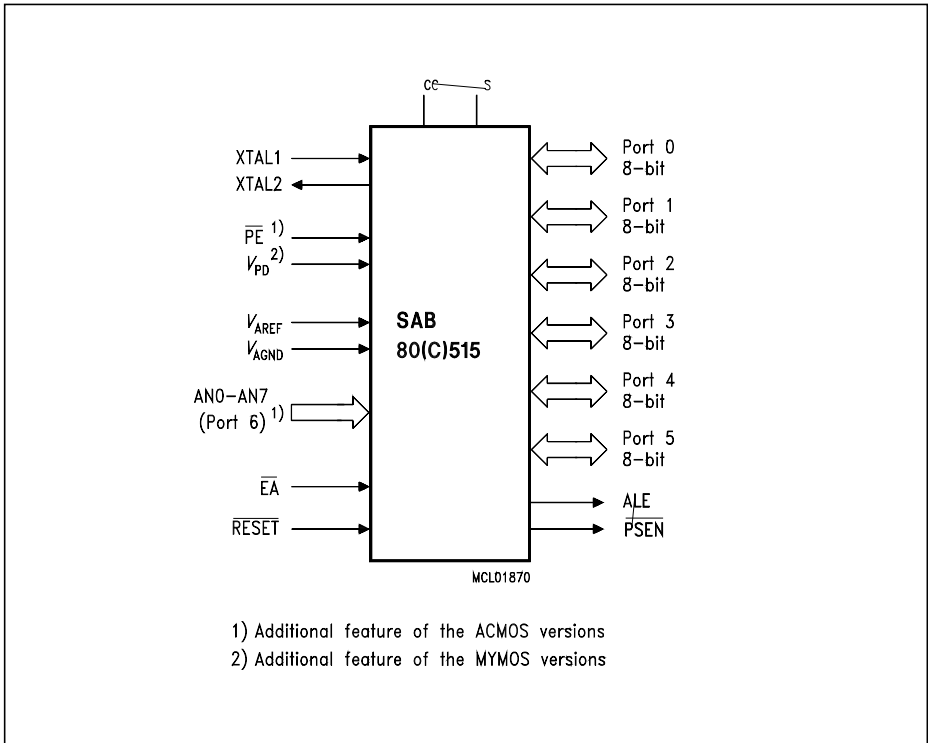 cc s
XTAL1
XTAL2
PE 1)
VPD 2)
VAREF
VAGND
AN0–AN7
(Port 6) 1)
EA
RESET
SAB
80(C)515
Port 0
8-bit
Port 1
8-bit
Port 2
8-bit
Port 3
8-bit
Port 4
8-bit
Port 5
8-bit
ALE
PSEN
MCL01870
1) Additional feature of the ACMOS versions
2) Additional feature of the MYMOS versions